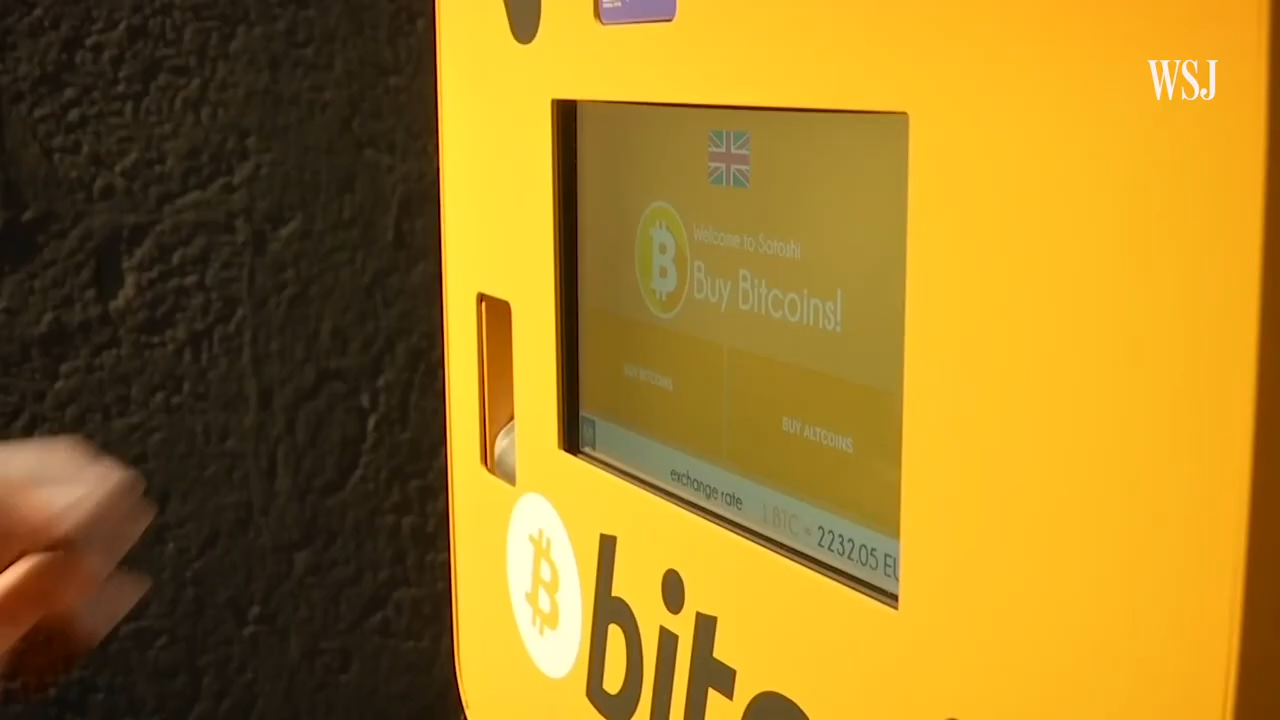 WSJ
Welcome to Satoshi
Buy Bitcoins!
BUY BITCOINS
BUY ALTCOINS
exchange rate 1 BTC = 2232.05 EU
bit